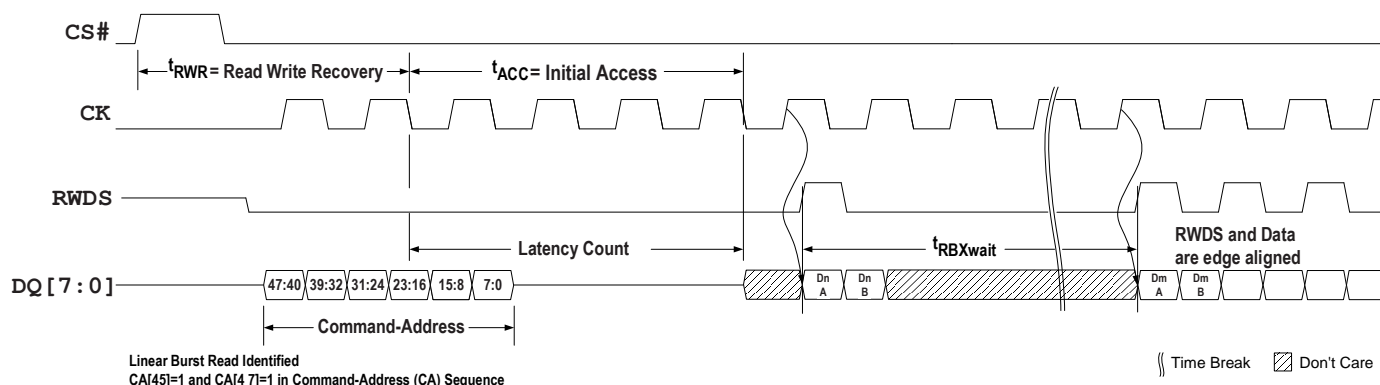 CS#
tRWR= Read Write Recovery
tACC= Initial Access
CK
RWDS
Latency Count
tRBXwait
RWDS and Data
are edge aligned
DQ[7:0]
47:40 39:32 31:24 23:16 15:8 7:0
Dn
A
Dn
B
Dm
A
Dm
B
Command-Address
Linear Burst Read Identified
CA[45]=1 and CA[4 7]=1 in Command-Address (CA) Sequence
Time Break
Don't Care